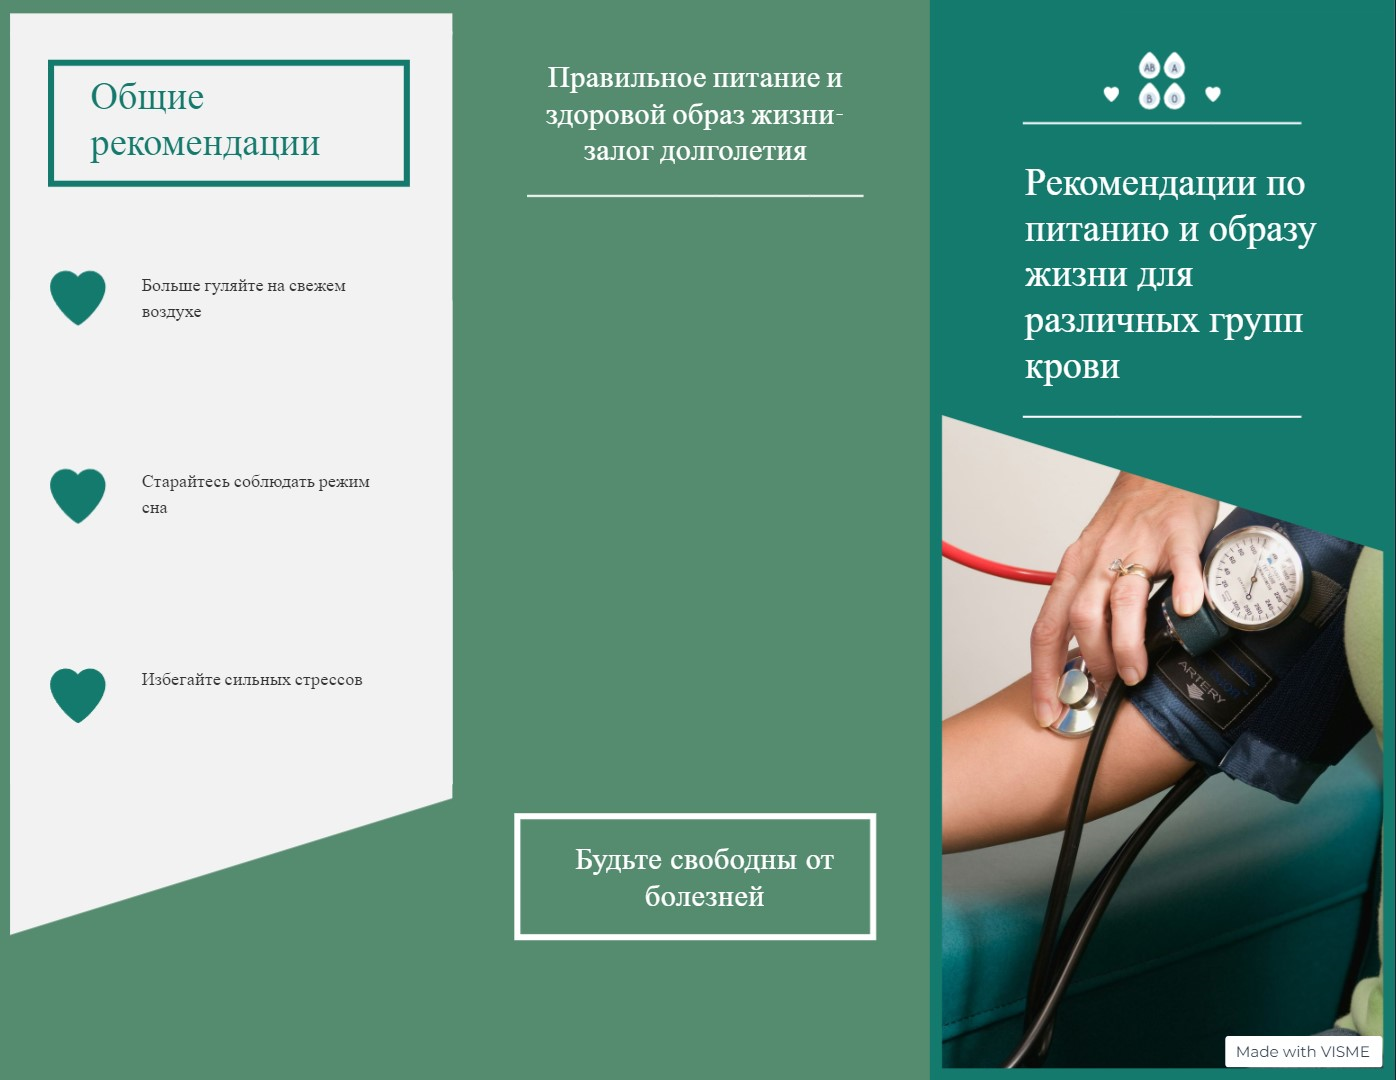 Общие
рекомендации
Больше гуляйте на свежем
воздухе
Старайтесь соблюдать режим
сна
Избегайте сильных стрессов
Правильное питание и
здоровой образ жизни-
залог долголетия
Будьте свободны от
болезней
AB A
B O
Рекомендации по
питанию и образу
жизни для
различных групп
крови
ARTERY
Made with VISME